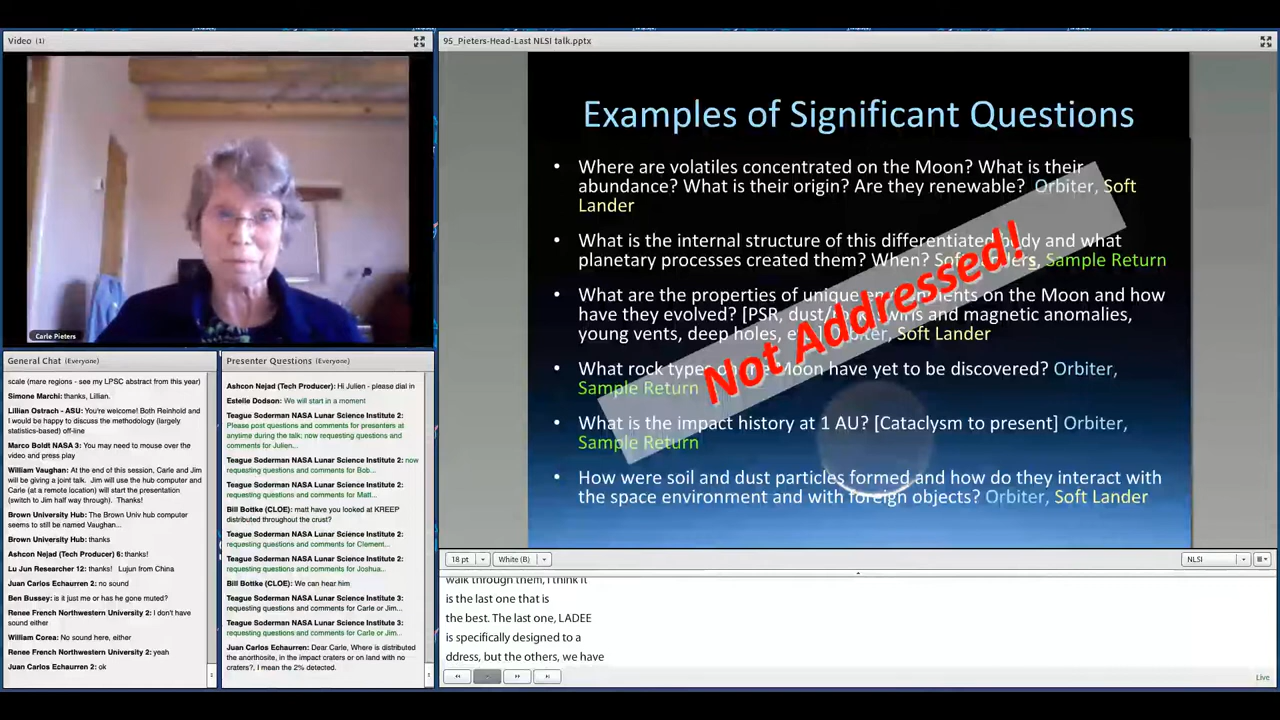 Video (1)
Carle Pieters
95_Pieters-Head-Last NLSI talk.pptx
Examples of Significant Questions
• Where are volatiles concentrated on the Moon? What is their
abundance? What is their origin? Are they renewable? Orbiter, Soft
Lander
• What is the internal structure of this differentiated body and what
planetary processes created them? When? Soft Landers, Sample Return
• What are the properties of unique environments on the Moon and how
have they evolved? [PSR, dust, and magnetic anomalies,
young vents, deep holes, Orbiter, Soft Lander
• What rock types on the Moon have yet to be discovered? Orbiter,
Sample Return
• What is the impact history at 1 AU? [Cataclysm to present] Orbiter,
Sample Return
• How were soil and dust particles formed and how do they interact with
the space environment and with foreign objects? Orbiter, Soft Lander
Not Addressed!
General Chat (Everyone)
scale (mare regions - see my LPSC abstract from this year)
Simone Marchi: thanks, Lillian.
Lillian Ostrach - ASU: You're welcome! Both Reinhold and
I would be happy to discuss the methodology (largely
statistics-based) off-line
Marco Boldt NASA 3: You may need to mouse over the
video and press play
William Vaughan: At the end of this session, Carle and Jim
will be giving a joint talk. Jim will use the hub computer and
Carle (at a remote location) will start the presentation
(switch to Jim half way through). Thanks!
Brown University Hub: The Brown Univ hub computer
seems to still be named Vaughan...
Brown University Hub: thanks
Ashcon Nejad (Tech Producer) 6: thanks!
Lu Jun Researcher 12: thanks! Lujun from China
Juan Carlos Echaurren 2: no sound
Ben Bussey: is it just me or has he gone muted?
Renee French Northwestern University 2: I don't have
sound either
William Corea: No sound here, either
Renee French Northwestern University 2: yeah
Juan Carlos Echaurren 2: ok
Presenter Questions (Everyone)
Ashcon Nejad (Tech Producer): Hi Julien - please dial in
Estelle Dodson: We will start in a moment
Teague Soderman NASA Lunar Science Institute 2:
Please post questions and comments for presenters at
anytime during the talk: now requesting questions and
comments for Julien...
Teague Soderman NASA Lunar Science Institute 2: now
requesting questions and comments for Bob...
Teague Soderman NASA Lunar Science Institute 2:
requesting questions and comments for Matt...
Bill Bottke (CLOE): matt have you looked at KREEP
distributed throughout the crust?
Teague Soderman NASA Lunar Science Institute 2:
requesting questions and comments for Clement...
Teague Soderman NASA Lunar Science Institute 2:
requesting questions and comments for Joshua...
Bill Bottke (CLOE): We can hear him
Teague Soderman NASA Lunar Science Institute 3:
requesting questions and comments for Carle or Jim...
Teague Soderman NASA Lunar Science Institute 3:
requesting questions and comments for Carle or Jim...
Juan Carlos Echaurren: Dear Carle, Where is distributed
the anorthosite, in the impact craters or on land with no
craters?, I mean the 2% detected.
18 pt
White (B)
NLSI
walk through them, I think it
is the last one that is
the best. The last one, LADEE
is specifically designed to a
ddress, but the others, we have
Live